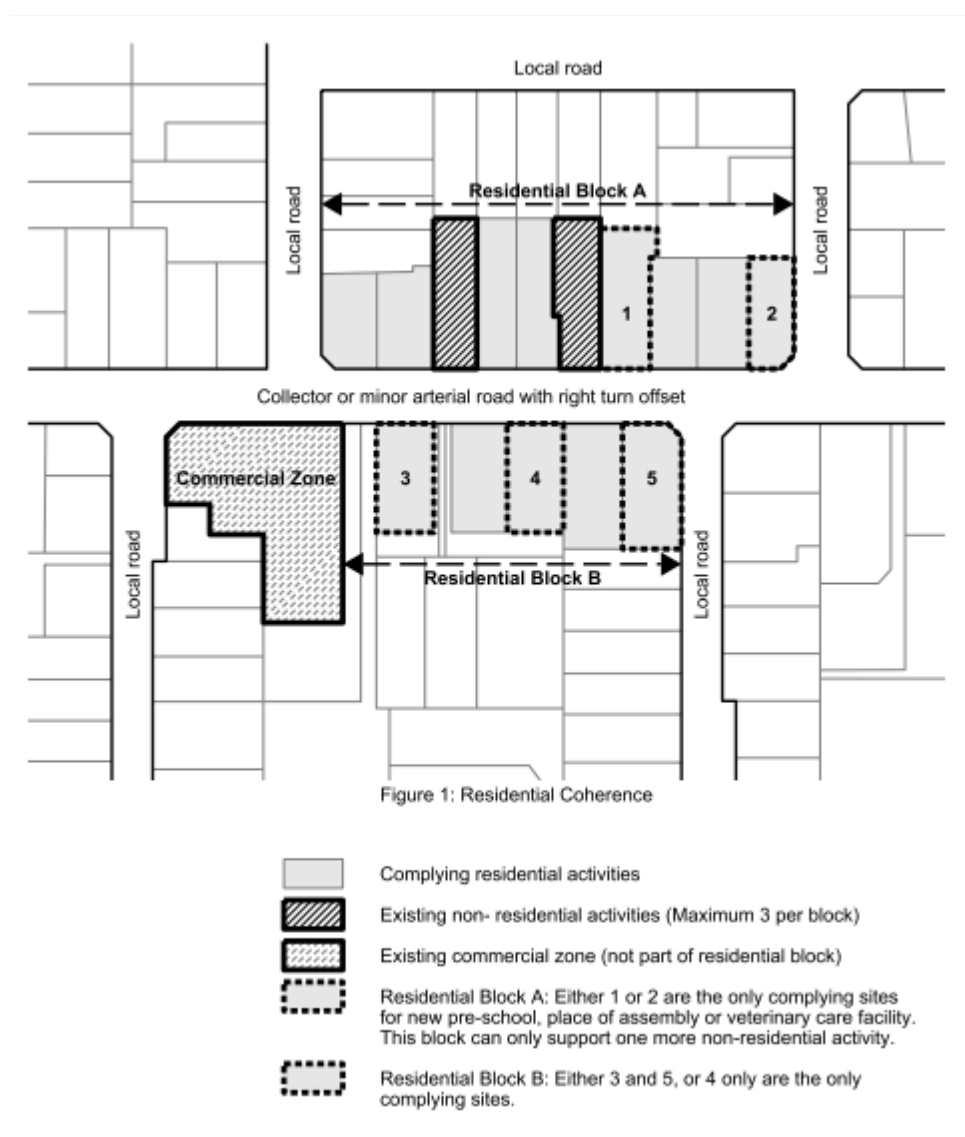 Local road
Residential Block A
Local road
Local road
1
2
Collector or minor arterial road with right turn offset
Commercial Zone
3
4
5
Local road
Residential Block B
Local road
Figure 1: Residential Coherence
Complying residential activities
Existing non- residential activities (Maximum 3 per block)
Existing commercial zone (not part of residential block)
Residential Block A: Either 1 or 2 are the only complying sites
for new pre-school, place of assembly or veterinary care facility.
This block can only support one more non-residential activity.
Residential Block B: Either 3 and 5, or 4 only are the only
complying sites.